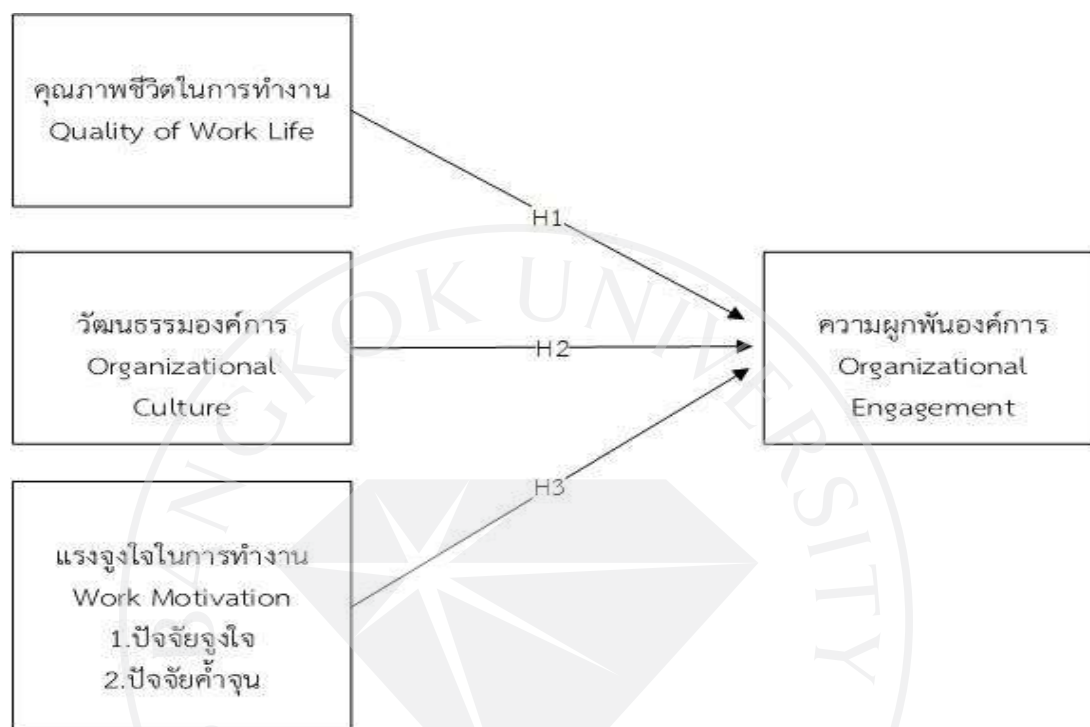 คุณภาพชีวิตในการทำงาน
Quality of Work Life
H1
วัฒนธรรมองค์การ
Organizational
Culture
H2
ความผูกพันองค์การ
Organizational
Engagement
H3
แรงจูงใจในการทำงาน
Work Motivation
1.ปัจจัยจูงใจ
2.ปัจจัยค้ำจุน
BANGKOK UNIVERSITY